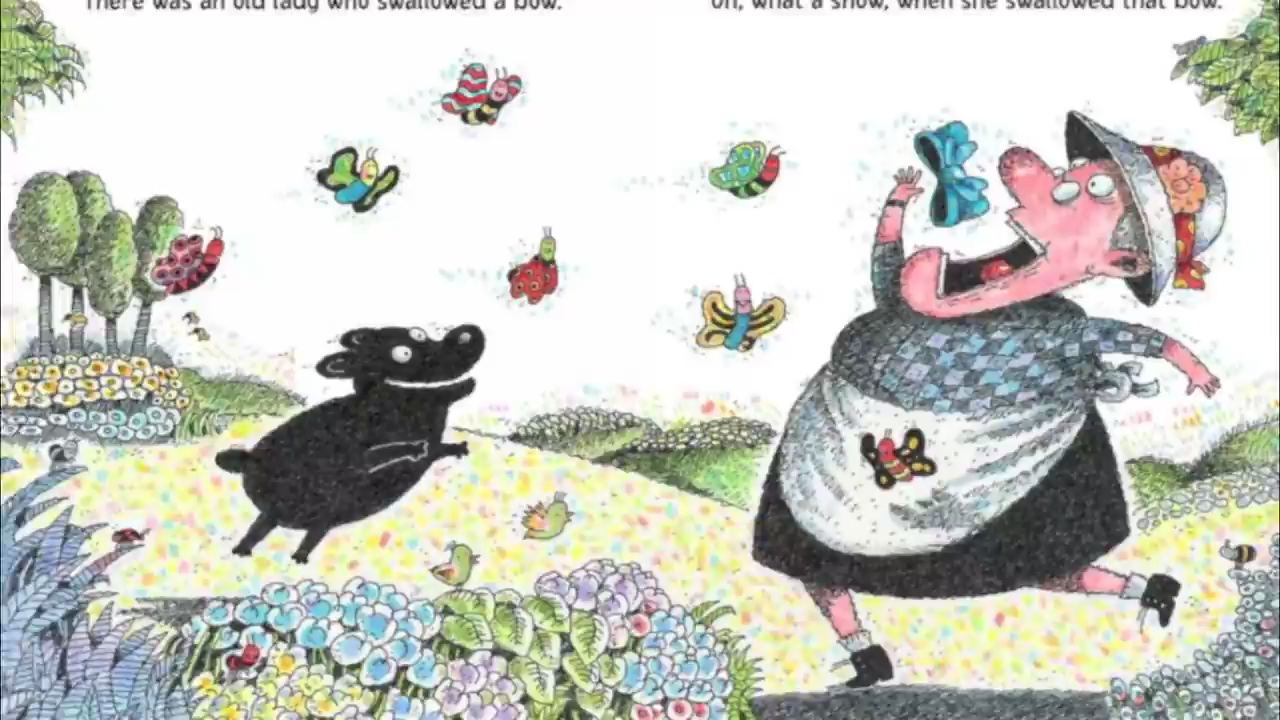 There was an old lady who swallowed a bow.
Oh, what a show, when she swallowed that bow.